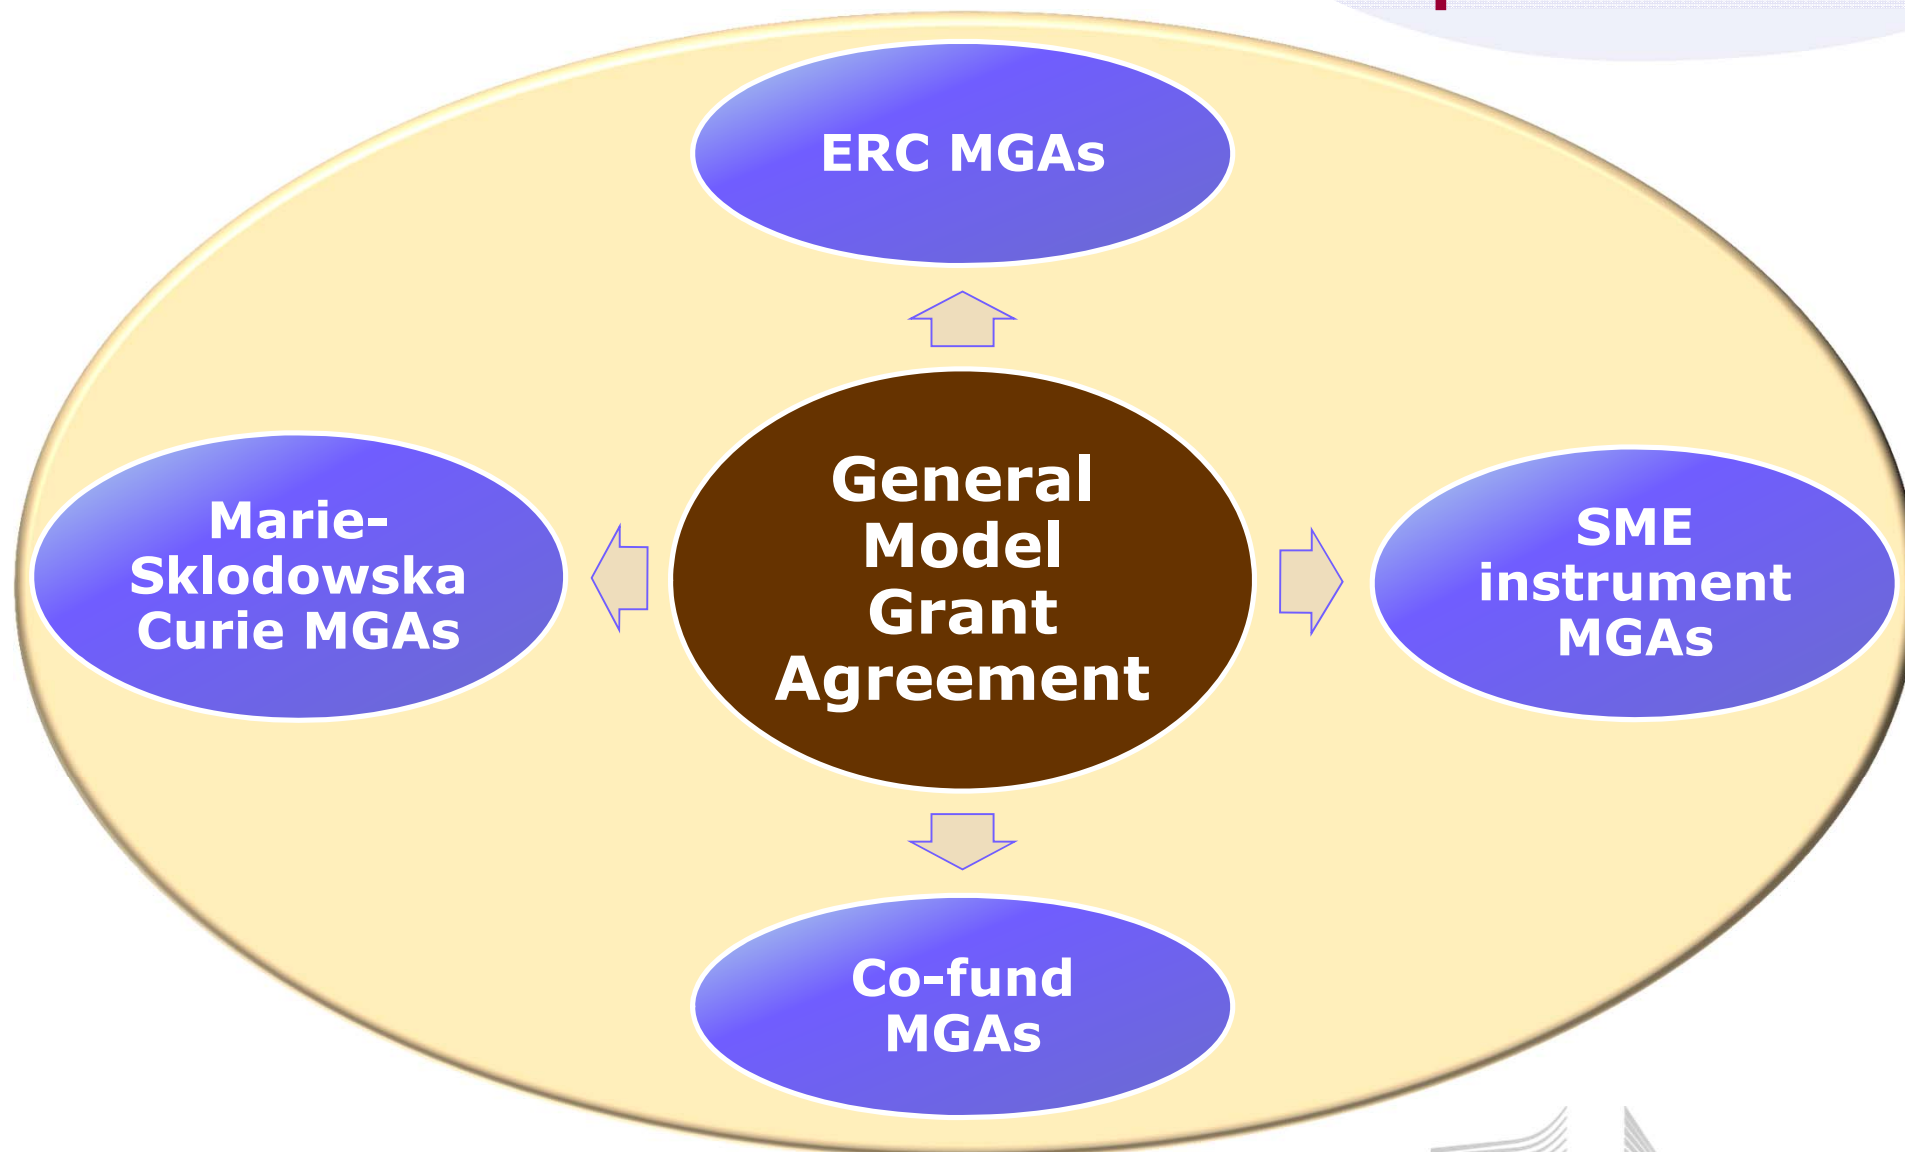 ERC MGAs
Marie-
Sklodowska
Curie MGAs
General
Model
Grant
Agreement
SME
instrument
MGAs
Co-fund
MGAs